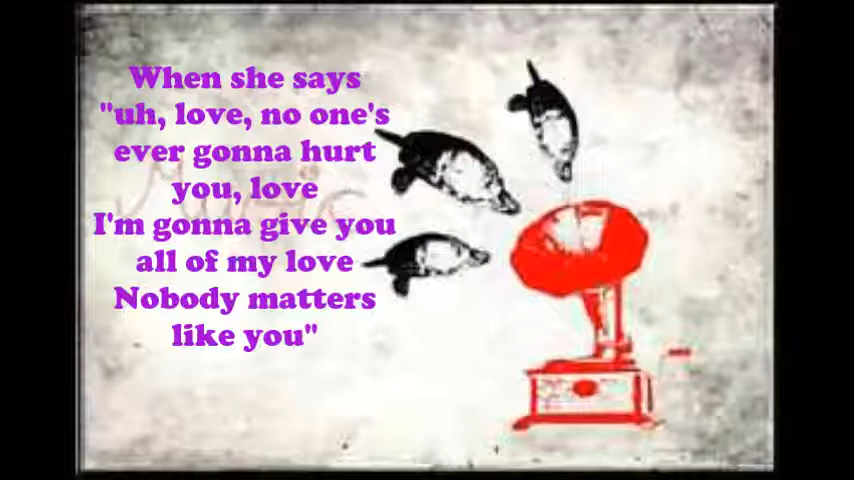 When she says
"uh, love, no one's
ever gonna hurt
you, love
I'm gonna give you
all of my love
Nobody matters
like you"